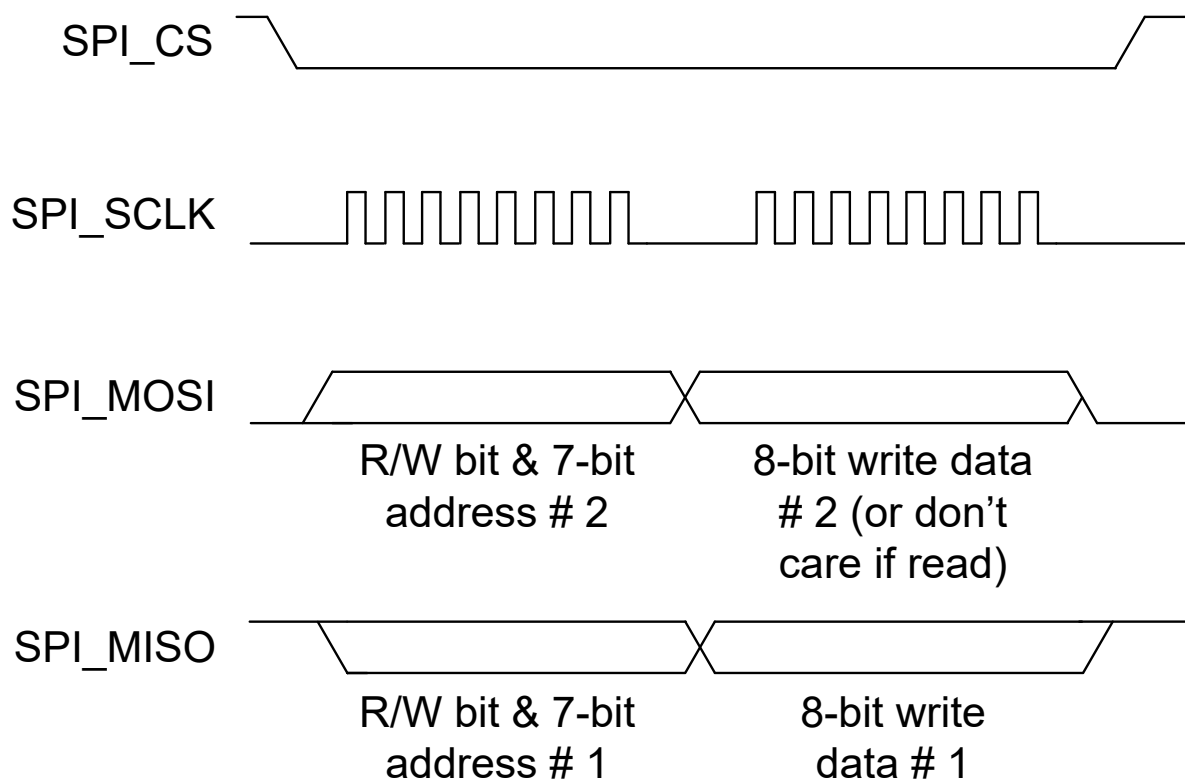 SPI_CS
SPI_SCLK
SPI_MOSI
R/W bit & 7-bit
address # 2
8-bit write data
# 2 (or don’t
care if read)
SPI_MISO
R/W bit & 7-bit
address # 1
8-bit write
data # 1